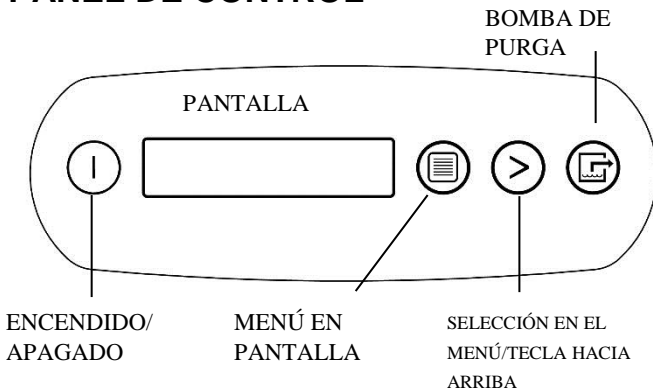 PANEL DE CONTROL
BOMBA DE
PURGA
PANTALLA
ENCENDIDO/
APAGADO
MENÚ EN
PANTALLA
SELECCIÓN EN EL
MENÚ/TECLA HACIA
ARRIBA